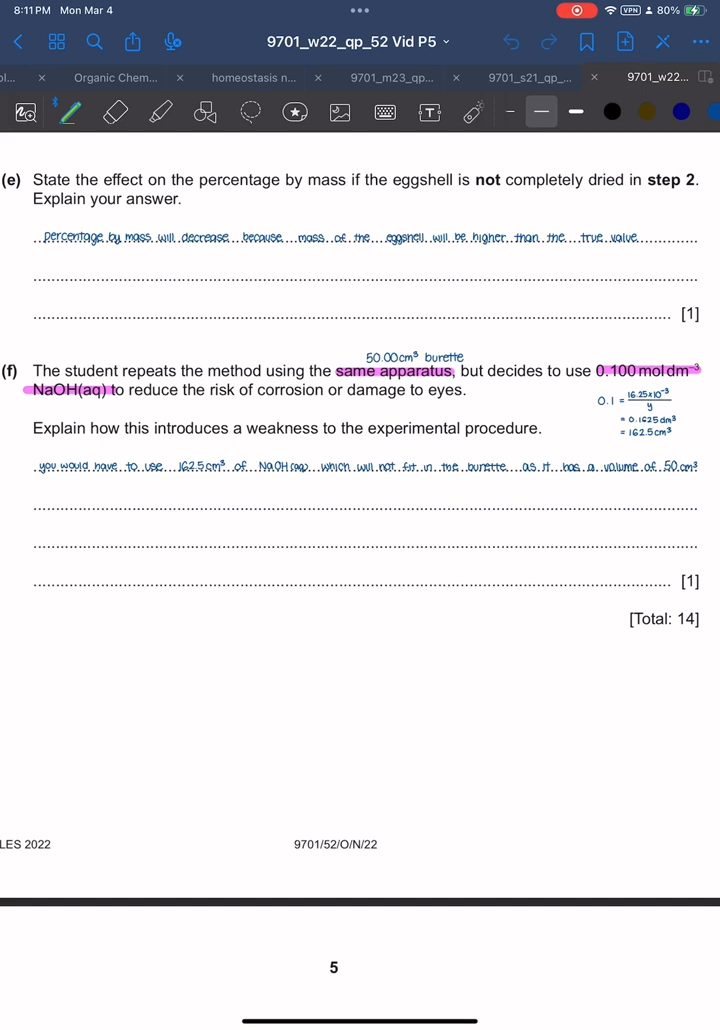 8:11 PM Mon Mar 4
VPN 80%
9701_w22_qp_52 Vid P5
ol... Organic Chem... homeostasis n... 9701_m23_qp... 9701_s21_qp_... 9701_w22...
(e) State the effect on the percentage by mass if the eggshell is not completely dried in step 2.
Explain your answer.
percentage by mass will decrease because mass of the eggshell will be higher than the true value
[1]
50.00cm³ burette
(f) The student repeats the method using the same apparatus, but decides to use 0.100 mol dm⁻³
NaOH(aq) to reduce the risk of corrosion or damage to eyes.
0.1 = 16.25×10⁻³ / y
= 0.1625 dm³
= 162.5 cm³
Explain how this introduces a weakness to the experimental procedure.
you would have to use 162.5cm³ of NaOH (aq) which will not fit in the burette as it has a volume of 50cm³
[1]
[Total: 14]
LES 2022
9701/52/O/N/22
5